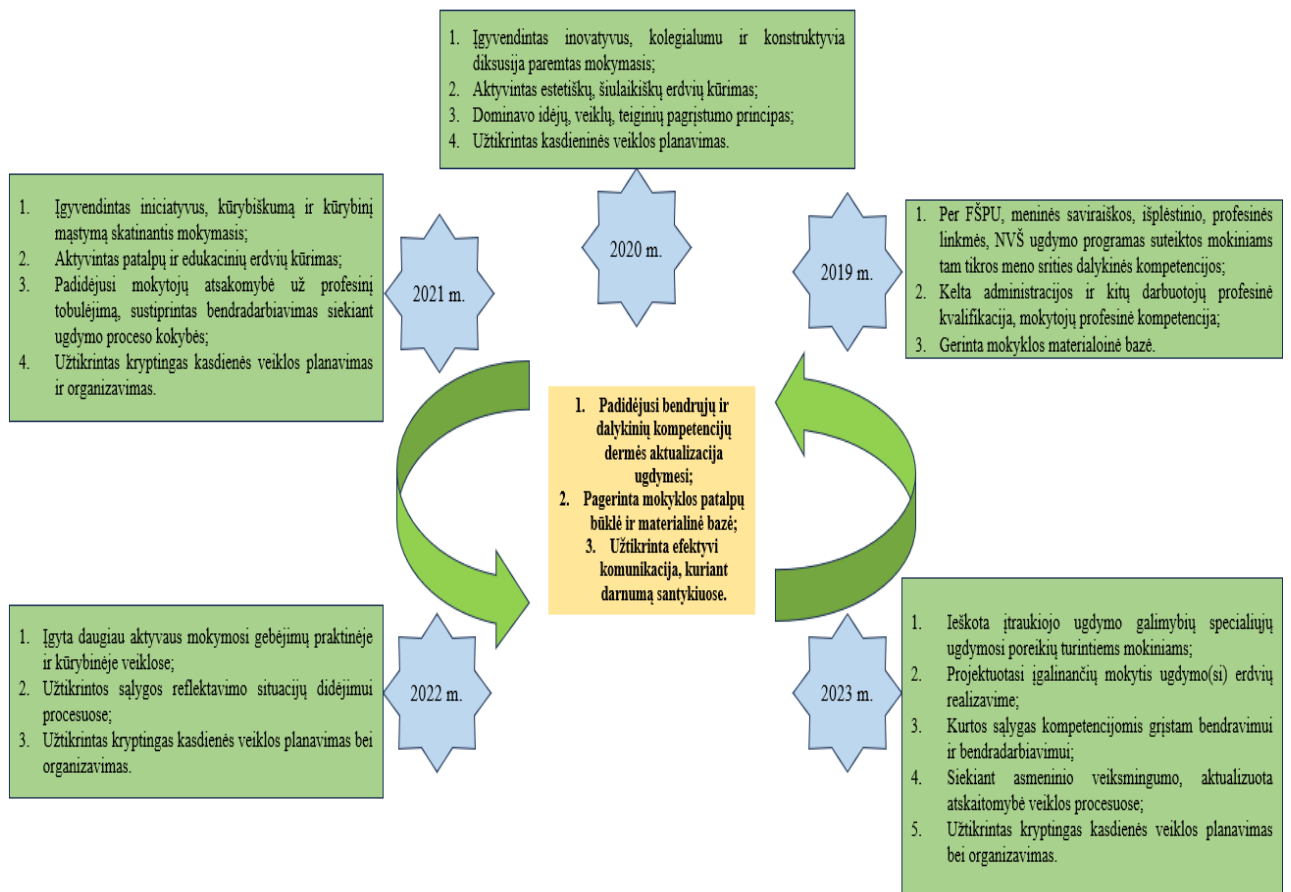 1. Įgyvendintas inovatyvus, kolegialumu ir konstruktyvia
diksusija paremtas mokymasis;
2. Aktyvintas estetiškų, šiulaikiškų erdvių kūrimas;
3. Dominavo idėjų, veiklų, teiginių pagrįstumo principas;
4. Užtikrintas kasdieninės veiklos planavimas.
2020 m.
1. Įgyvendintas iniciatyvus, kūrybiškumą ir kūrybinį
mąstymą skatinantis mokymasis;
2. Aktyvintas patalpų ir edukacinių erdvių kūrimas;
3. Padidėjusi mokytojų atsakomybė už profesinį
tobulėjimą, sustiprintas bendradarbiavimas siekiant
ugdymo proceso kokybės;
4. Užtikrintas kryptingas kasdienės veiklos planavimas
ir organizavimas.
2021 m.
2019 m.
1. Per FŠPU, meninės saviraiškos, išplėstinio, profesinės
linkmės, NVŠ ugdymo programas suteiktos mokiniams
tam tikros meno srities dalykinės kompetencijos;
2. Kelta administracijos ir kitų darbuotojų profesinė
kvalifikacija, mokytojų profesinė kompetencija;
3. Gerinta mokyklos materialoinė bazė.
1. Padidėjusi bendrųjų ir
dalykinių kompetencijų
dermės aktualizacija
ugdymesi;
2. Pagerinta mokyklos patalpų
būklė ir materialinė bazė;
3. Užtikrinta efektyvi
komunikacija, kuriant
darnumą santykiuose.
1. Įgyta daugiau aktyvaus mokymosi gebėjimų praktinėje
ir kūrybinėje veiklose;
2. Užtikrintos sąlygos reflektavimo situacijų didėjimui
procesuose;
3. Užtikrintas kryptingas kasdienės veiklos planavimas bei
organizavimas.
2022 m.
2023 m.
1. Ieškota įtraukiojo ugdymo galimybių specialiųjų
ugdymosi poreikių turintiems mokiniams;
2. Projektuotasi įgalinančių mokytis ugdymo(si) erdvių
realizavime;
3. Kurtos sąlygas kompetencijomis grįstam bendravimui
ir bendradarbiavimui;
4. Siekiant asmeninio veiksmingumo, aktualizuota
atskaitomybė veiklos procesuose;
5. Užtikrintas kryptingas kasdienės veiklos planavimas
bei organizavimas.